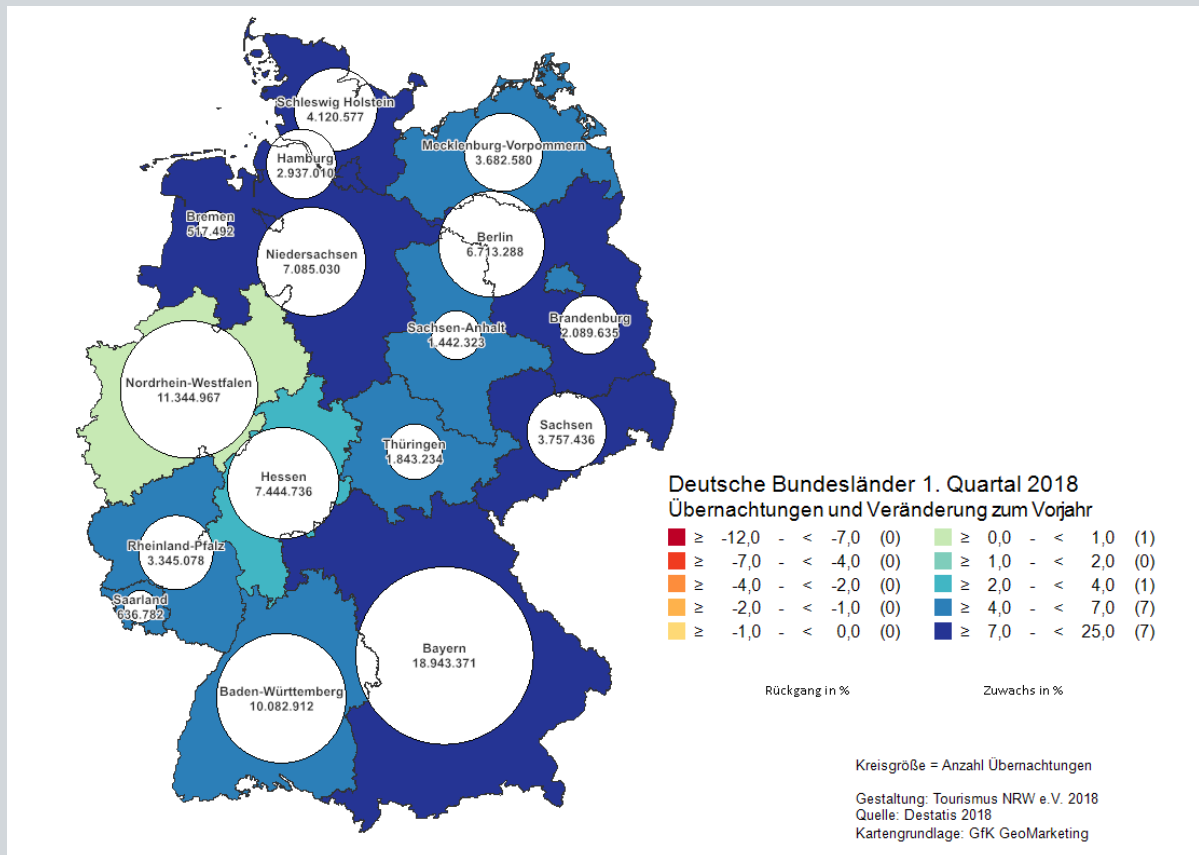 Schleswig Holstein
4.120.577
Mecklenburg-Vorpommern
3.682.580
Hamburg
2.937.010
Bremen
517.492
Niedersachsen
7.085.030
Berlin
6.713.288
Brandenburg
2.089.635
Sachsen-Anhalt
1.442.323
Nordrhein-Westfalen
11.344.967
Sachsen
3.757.436
Thüringen
1.843.234
Hessen
7.444.736
Rheinland-Pfalz
3.345.078
Saarland
636.782
Bayern
18.943.371
Baden-Württemberg
10.082.912
Deutsche Bundesländer 1. Quartal 2018
Übernachtungen und Veränderung zum Vorjahr
≥ -12,0 - < -7,0 (0)
≥ -7,0 - < -4,0 (0)
≥ -4,0 - < -2,0 (0)
≥ -2,0 - < -1,0 (0)
≥ -1,0 - < 0,0 (0)
≥ 0,0 - < 1,0 (1)
≥ 1,0 - < 2,0 (0)
≥ 2,0 - < 4,0 (1)
≥ 4,0 - < 7,0 (7)
≥ 7,0 - < 25,0 (7)
Rückgang in %
Zuwachs in %
Kreisgröße = Anzahl Übernachtungen
Gestaltung: Tourismus NRW e.V. 2018
Quelle: Destatis 2018
Kartengrundlage: GfK GeoMarketing